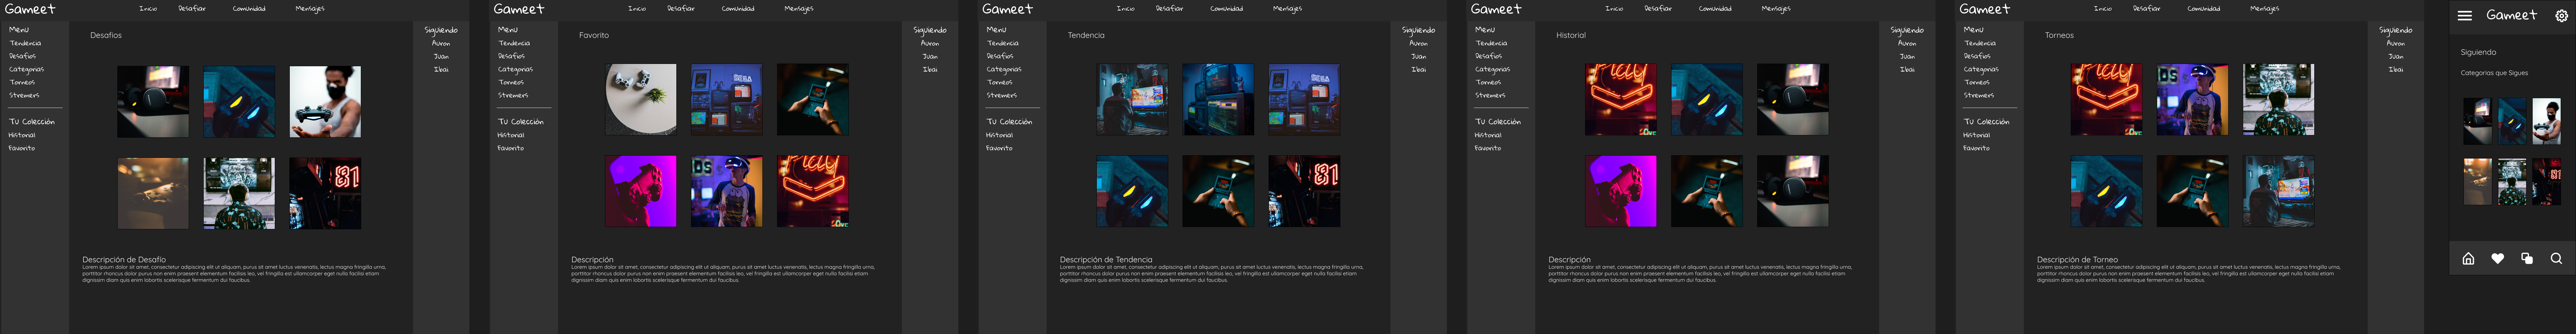 Gameet
Inicio Desafiar Comunidad Mensajes
Menu
Tendencia
Desafios
Categorias
Torneos
Stremers
Tu Colección
Historial
Favorito
Desafios
81
Descripción de Desafío
Lorem ipsum dolor sit amet, consectetur adipiscing elit ut aliquam, purus sit amet luctus venenatis, lectus magna fringilla urna,
porttitor rhoncus dolor purus non enim praesent elementum facilisis leo, vel fringilla est ullamcorper eget nulla facilisi etiam
dignissim diam quis enim lobortis scelerisque fermentum dui faucibus.
Siguiendo
Auron
Juan
Ibai
Gameet
Inicio Desafiar Comunidad Mensajes
Menu
Tendencia
Desafios
Categorias
Torneos
Stremers
Tu Colección
Historial
Favorito
Favorito
SEGA
Descripción
Lorem ipsum dolor sit amet, consectetur adipiscing elit ut aliquam, purus sit amet luctus venenatis, lectus magna fringilla urna,
porttitor rhoncus dolor purus non enim praesent elementum facilisis leo, vel fringilla est ullamcorper eget nulla facilisi etiam
dignissim diam quis enim lobortis scelerisque fermentum dui faucibus.
Siguiendo
Auron
Juan
Ibai
Gameet
Inicio Desafiar Comunidad Mensajes
Menu
Tendencia
Desafios
Categorias
Torneos
Stremers
Tu Colección
Historial
Favorito
Tendencia
SEGA
81
Descripción de Tendencia
Lorem ipsum dolor sit amet, consectetur adipiscing elit ut aliquam, purus sit amet luctus venenatis, lectus magna fringilla urna,
porttitor rhoncus dolor purus non enim praesent elementum facilisis leo, vel fringilla est ullamcorper eget nulla facilisi etiam
dignissim diam quis enim lobortis scelerisque fermentum dui faucibus.
Siguiendo
Auron
Juan
Ibai
Gameet
Inicio Desafiar Comunidad Mensajes
Menu
Tendencia
Desafios
Categorias
Torneos
Stremers
Tu Colección
Historial
Favorito
Historial
Descripción
Lorem ipsum dolor sit amet, consectetur adipiscing elit ut aliquam, purus sit amet luctus venenatis, lectus magna fringilla urna,
porttitor rhoncus dolor purus non enim praesent elementum facilisis leo, vel fringilla est ullamcorper eget nulla facilisi etiam
dignissim diam quis enim lobortis scelerisque fermentum dui faucibus.
Siguiendo
Auron
Juan
Ibai
Gameet
Inicio Desafiar Comunidad Mensajes
Menu
Tendencia
Desafios
Categorias
Torneos
Stremers
Tu Colección
Historial
Favorito
Torneos
Descripción de Torneo
Lorem ipsum dolor sit amet, consectetur adipiscing elit ut aliquam, purus sit amet luctus venenatis, lectus magna fringilla urna,
porttitor rhoncus dolor purus non enim praesent elementum facilisis leo, vel fringilla est ullamcorper eget nulla facilisi etiam
dignissim diam quis enim lobortis scelerisque fermentum dui faucibus.
Siguiendo
Auron
Juan
Ibai
Gameet
Siguiendo
Categorias que Sigues
81